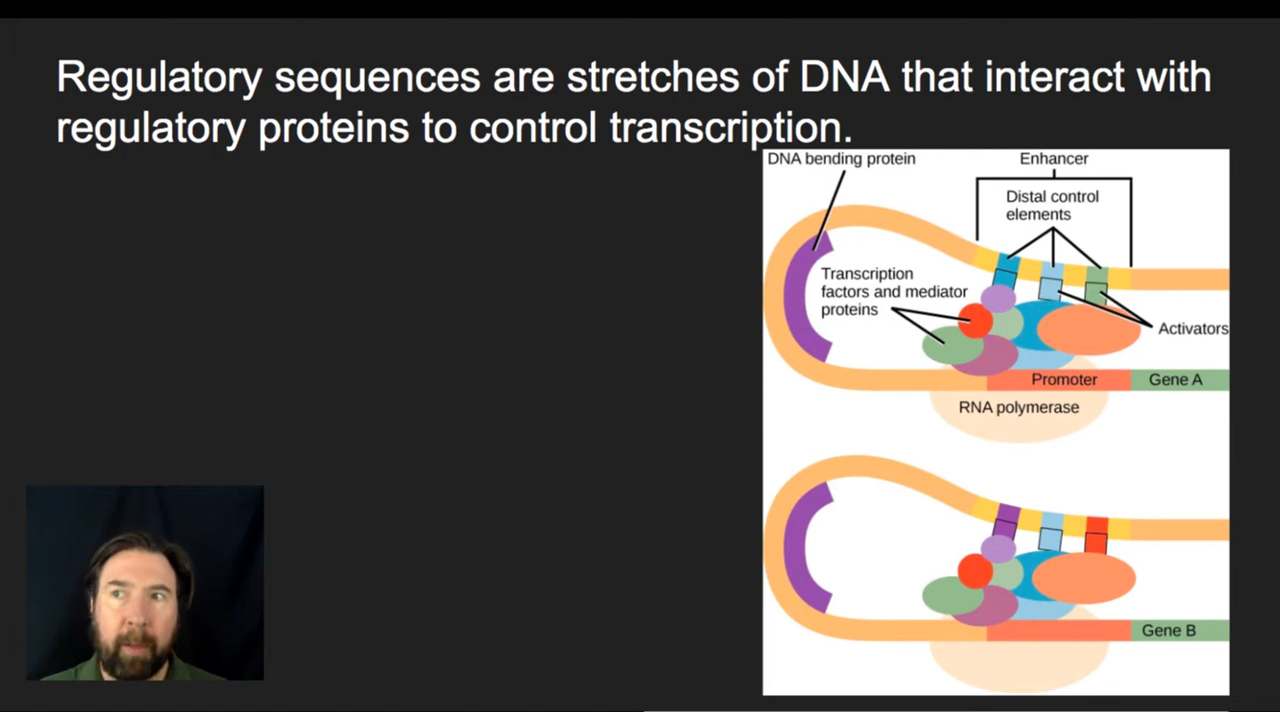 Regulatory sequences are stretches of DNA that interact with
regulatory proteins to control transcription.
DNA bending protein
Enhancer
Distal control
elements
Transcription
factors and mediator
proteins
Activators
Promoter
Gene A
RNA polymerase
Gene B